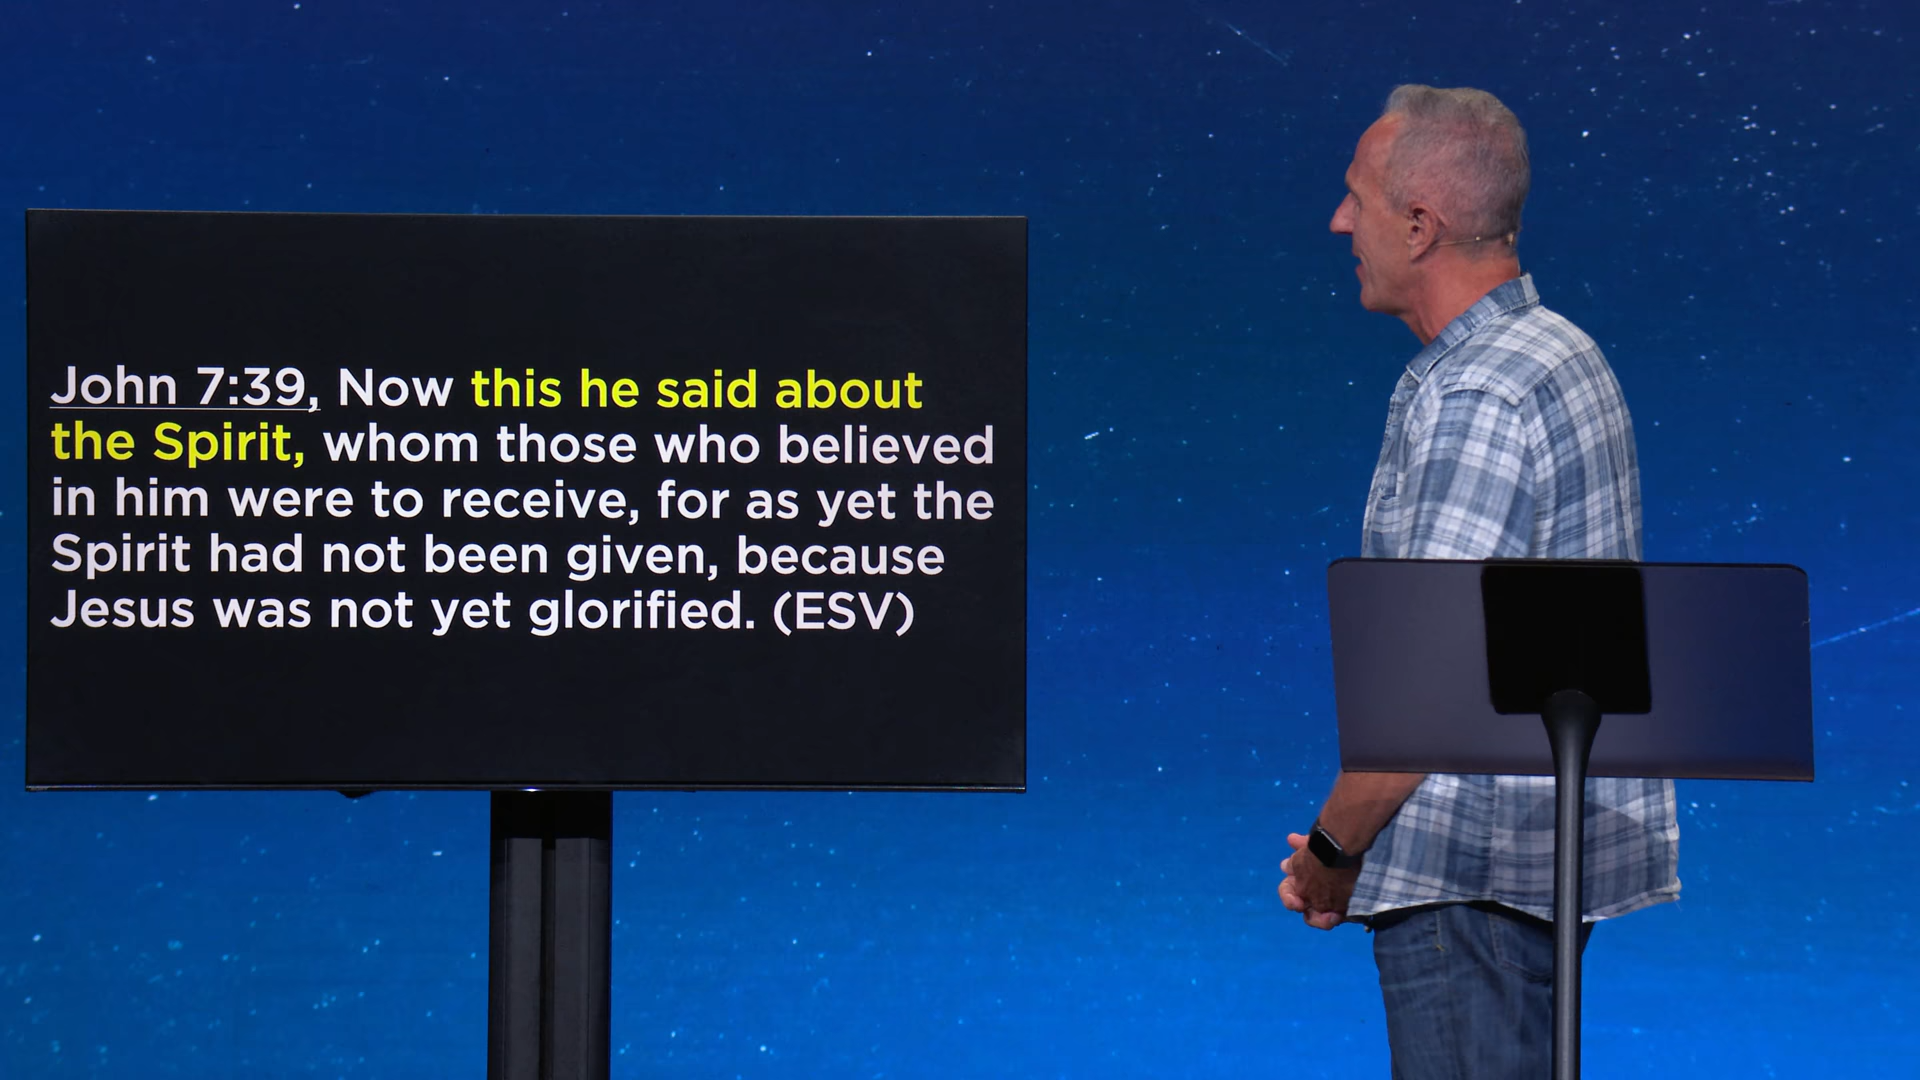 John 7:39, Now this he said about
the Spirit, whom those who believed
in him were to receive, for as yet the
Spirit had not been given, because
Jesus was not yet glorified. (ESV)